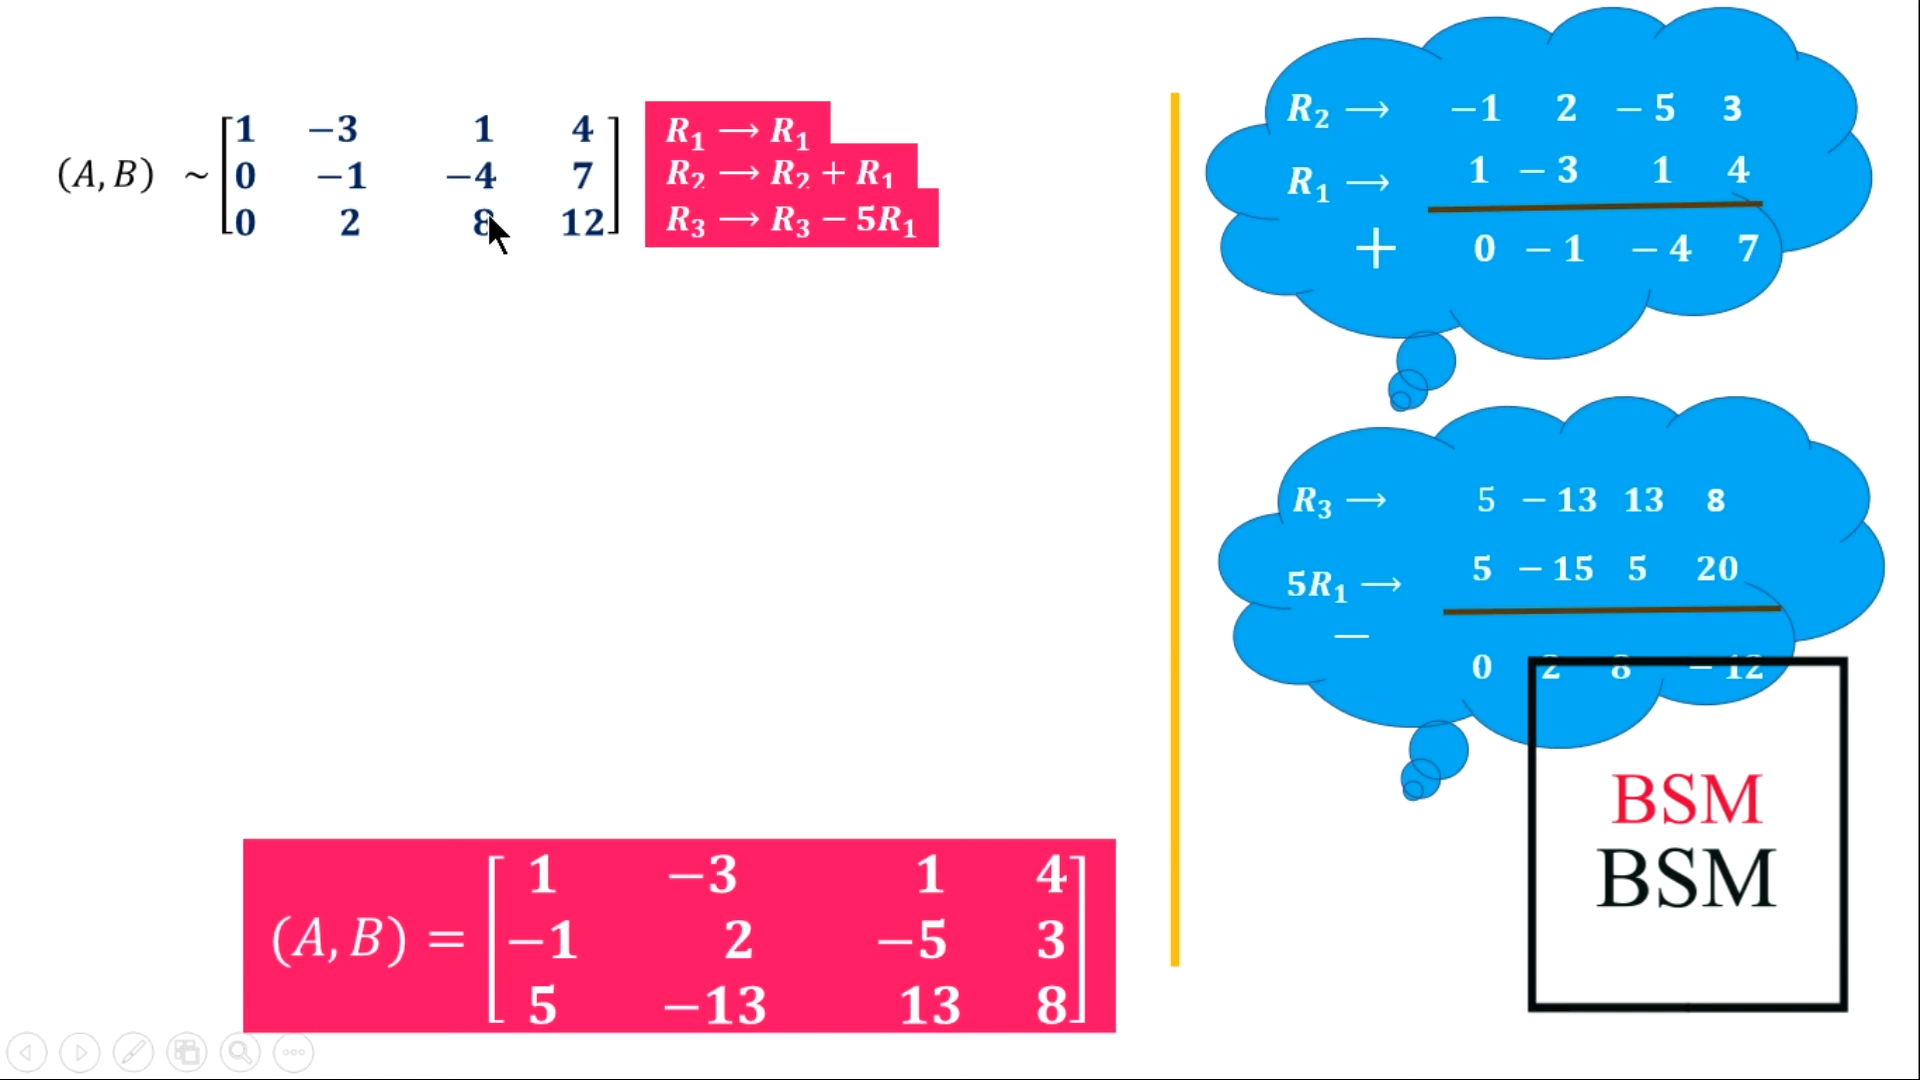 (A, B) ~ [1 −3 1 4
0 −1 −4 7
0 2 8 12]
R₁ ⟶ R₁
R₂ ⟶ R₂ + R₁
R₃ ⟶ R₃ − 5R₁
R₂ ⟶ −1 2 − 5 3
R₁ ⟶ 1 − 3 1 4
+ 0 − 1 − 4 7
R₃ ⟶ 5 − 13 13 8
5R₁ ⟶ 5 − 15 5 20
—
0 2 8 − 12
BSM
BSM
(A, B) = [1 −3 1 4
−1 2 −5 3
5 −13 13 8]